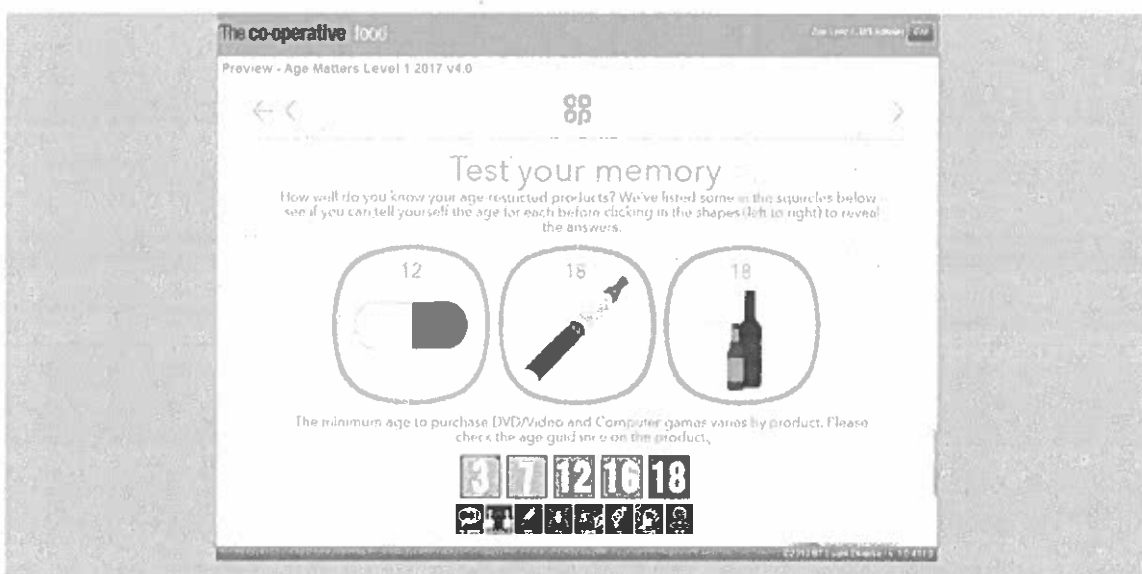 The co-operative food
Preview - Age Matters Level 1 2017 v4.0
Test your memory
How well do you know your age-restricted products? We've listed some in the squircles below -
see if you can tell yourself the age for each before clicking in the shapes (left to right) to reveal
the answers.
12 18 18
The minimum age to purchase DVD/Video and Computer games varies by product. Please
check the age guidance on the product.
3 7 12 16 18